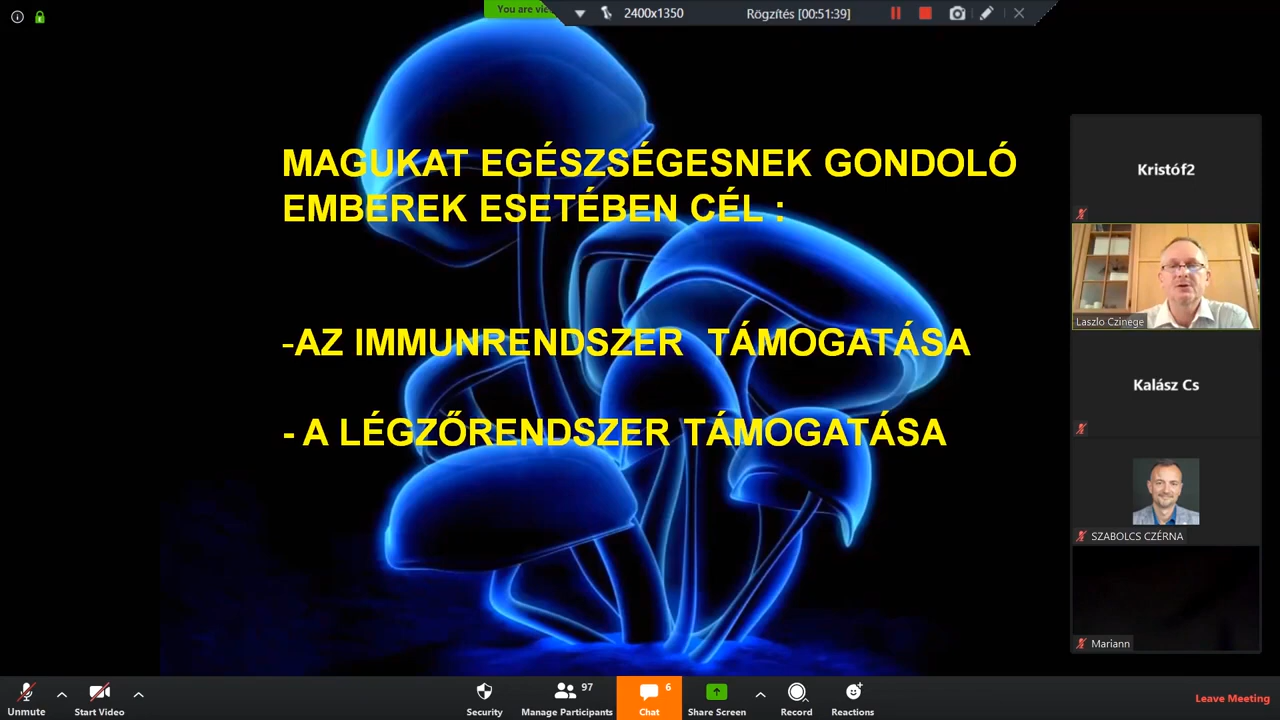 You are vie
2400x1350
Rögzítés [00:51:39]
MAGUKAT EGÉSZSÉGESNEK GONDOLÓ
EMBEREK ESETÉBEN CÉL :
-AZ IMMUNRENDSZER TÁMOGATÁSA
- A LÉGZŐRENDSZER TÁMOGATÁSA
Kristóf2
Laszlo Czinege
Kalász Cs
SZABOLCS CZÉRNA
Mariann
Unmute
Start Video
Security
97
Manage Participants
6
Chat
Share Screen
Record
Reactions
Leave Meeting